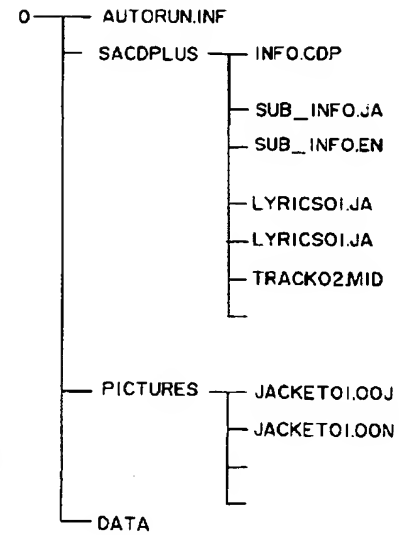 0 AUTORUN.INF
SACDPLUS INFO.CDP
SUB_INFO.JA
SUB_INFO.EN
LYRICS01.JA
LYRICS01.JA
TRACK02.MID
PICTURES JACKET01.00J
JACKET01.00N
DATA